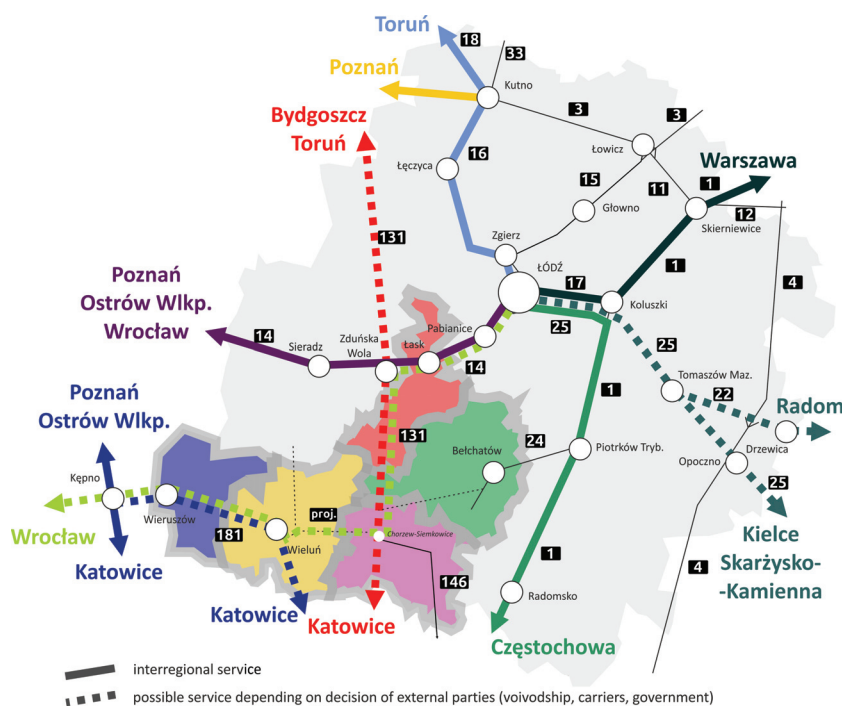 Toruń
18
33
Poznań
Kutno
Bydgoszcz
Toruń
3
3
Łowicz
16
Łęczyca
Warszawa
15
11
1
Głowno
12
Skierniewice
131
Zgierz
ŁÓDŹ
1
4
Poznań
Ostrów Wlkp.
Wrocław
17
Koluszki
Pabianice
25
14
Zduńska
Wola
Łask
Sieradz
14
25
Tomaszów Maz.
1
22
Poznań
Ostrów Wlkp.
Radom
131
24
Bełchatów
Piotrków Tryb.
Drzewica
Opoczno
25
Kępno
Wieruszów
Wrocław
proj.
181
Wieluń
Chorzew-Siemkowice
Kielce
Skarżysko-
-Kamienna
Katowice
1
4
146
Radomsko
Katowice
Katowice
Częstochowa
interregional service
possible service depending on decision of external parties (voivodship, carriers, government)